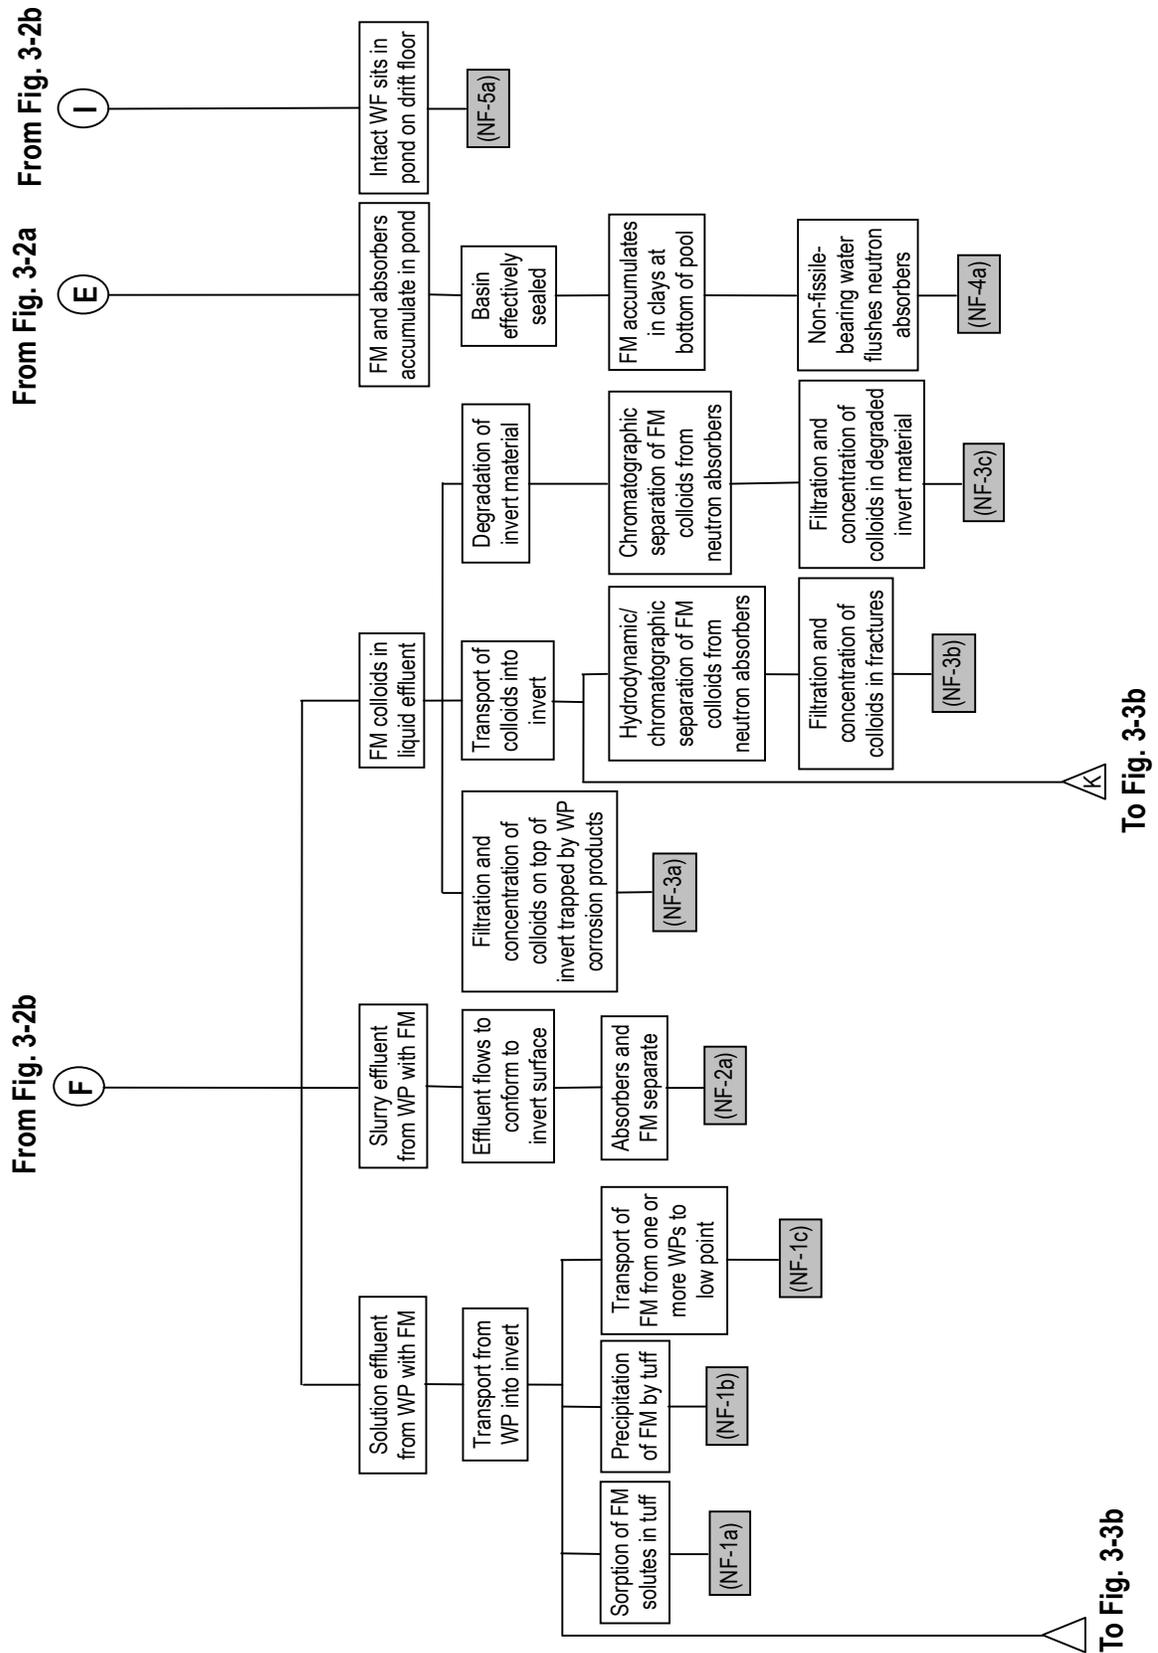 From Fig. 3-2b
F
Solution effluent
from WP with FM
Transport from
WP into invert
Sorption of FM
solutes in tuff
(NF-1a)
Precipitation
of FM by tuff
(NF-1b)
Transport of
FM from one or
more WPs to
low point
(NF-1c)
To Fig. 3-3b
Slurry effluent
from WP with FM
Effluent flows to
conform to
invert surface
Absorbers and
FM separate
(NF-2a)
FM colloids in
liquid effluent
Filtration and
concentration of
colloids on top of
invert trapped by WP
corrosion products
(NF-3a)
Transport of
colloids into
invert
Hydrodynamic/
chromatographic
separation of FM
colloids from
neutron absorbers
Filtration and
concentration of
colloids in fractures
(NF-3b)
K
To Fig. 3-3b
Degradation of
invert material
Chromatographic
separation of FM
colloids from
neutron absorbers
Filtration and
concentration of
colloids in degraded
invert material
(NF-3c)
From Fig. 3-2a
E
FM and absorbers
accumulate in pond
Basin
effectively
sealed
FM accumulates
in clays at
bottom of pool
Non-fissile-
bearing water
flushes neutron
absorbers
(NF-4a)
From Fig. 3-2b
I
Intact WF sits in
pond on drift floor
(NF-5a)